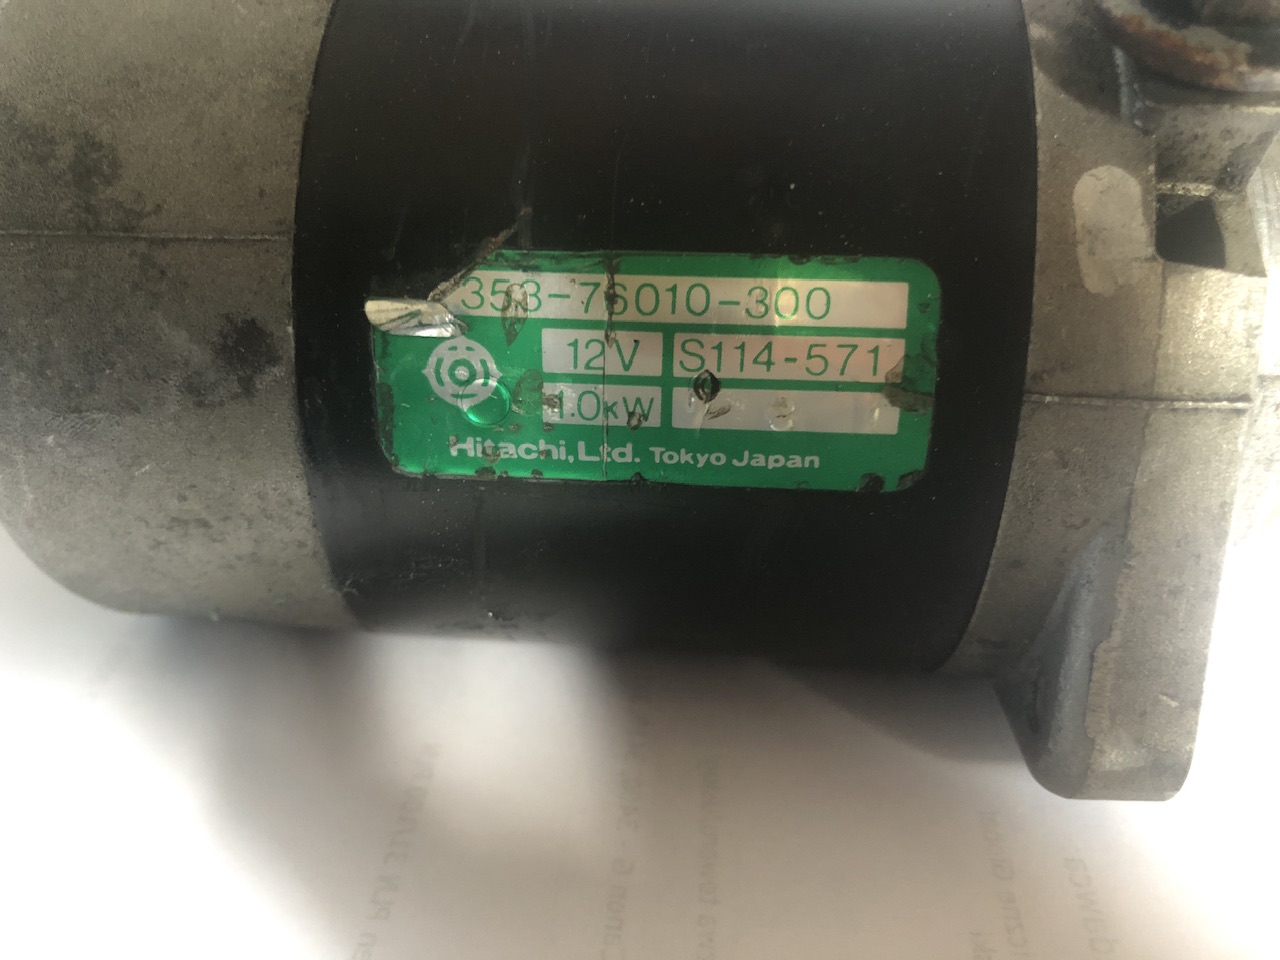 353-76010-300
12V S114-571
1.0kW
Hitachi, Ltd. Tokyo Japan